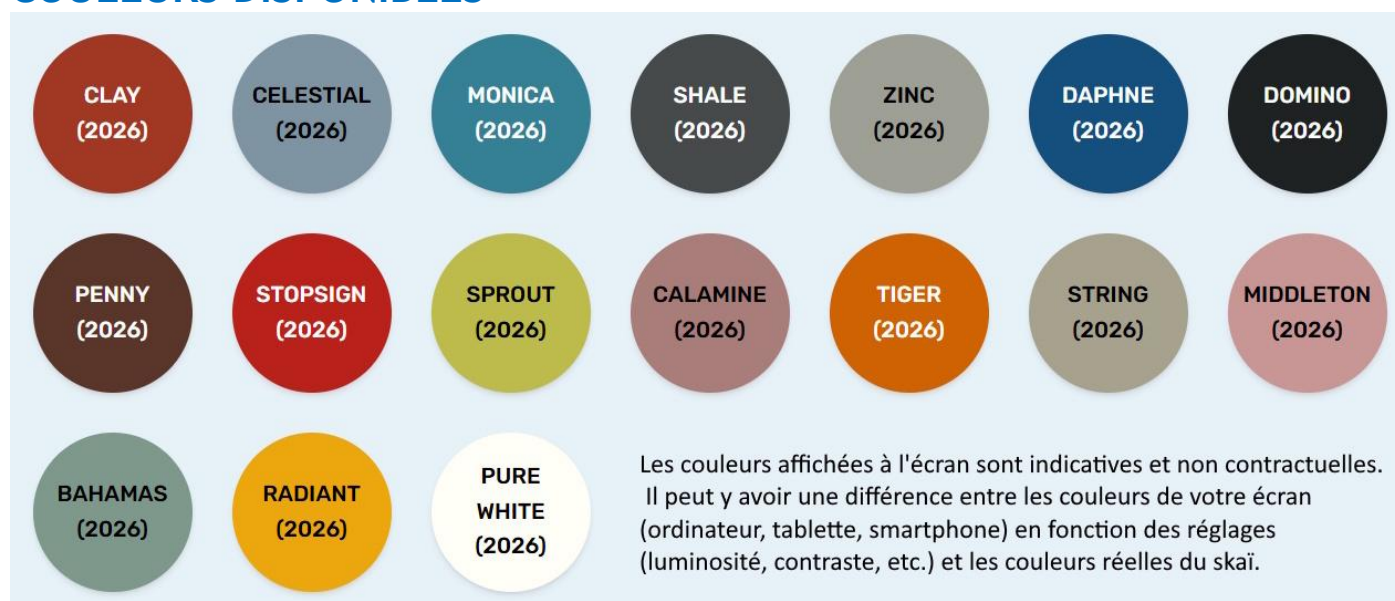 COULEURS DISPONIBLES
CLAY
(2026)
CELESTIAL
(2026)
MONICA
(2026)
SHALE
(2026)
ZINC
(2026)
DAPHNE
(2026)
DOMINO
(2026)
PENNY
(2026)
STOPSIGN
(2026)
SPROUT
(2026)
CALAMINE
(2026)
TIGER
(2026)
STRING
(2026)
MIDDLETON
(2026)
BAHAMAS
(2026)
RADIANT
(2026)
PURE
WHITE
(2026)
Les couleurs affichées à l'écran sont indicatives et non contractuelles.
Il peut y avoir une différence entre les couleurs de votre écran
(ordinateur, tablette, smartphone) en fonction des réglages
(luminosité, contraste, etc.) et les couleurs réelles du skaï.